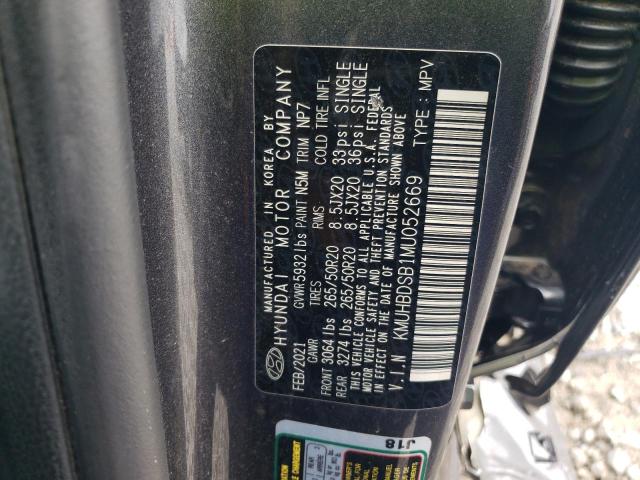 MANUFACTURED IN KOREA BY
HYUNDAI MOTOR COMPANY
FEB/2021 GVWR 5932 lbs PAINT N5M TRIM NP7
GAWR TIRES RIMS COLD TIRE INFL
FRONT 3064 lbs 265/50R20 8.5JX20 33psi SINGLE
REAR 3274 lbs 265/50R20 8.5JX20 36psi SINGLE
THIS VEHICLE CONFORMS TO ALL APPLICABLE U.S.A. FEDERAL
MOTOR VEHICLE SAFETY AND THEFT PREVENTION STANDARDS
IN EFFECT ON THE DATE OF MANUFACTURE SHOWN ABOVE
V.I.N KMUHBDSB1MU052669 TYPE : MPV
J18